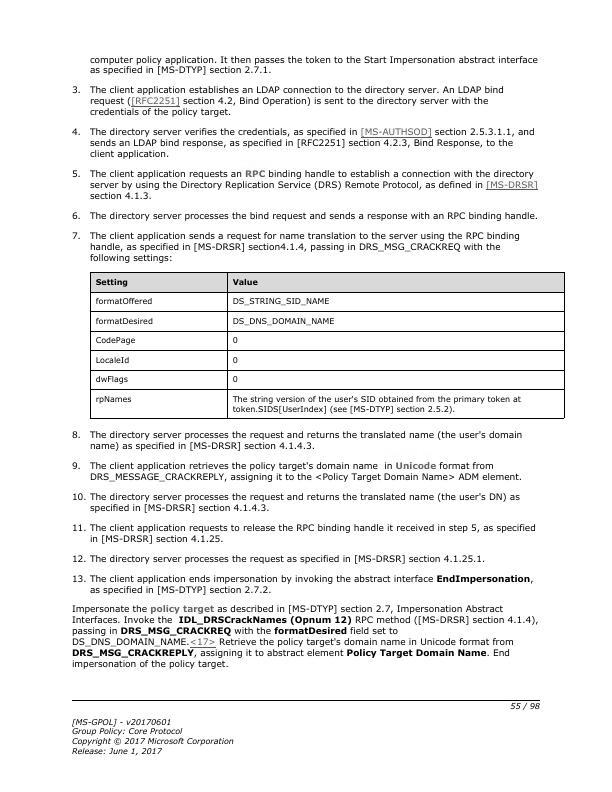 computer policy application. It then passes the token to the Start Impersonation abstract interface
as specified in [MS-DTYP] section 2.7.1.
3. The client application establishes an LDAP connection to the directory server. An LDAP bind
request ([RFC2251] section 4.2, Bind Operation) is sent to the directory server with the
credentials of the policy target.
4. The directory server verifies the credentials, as specified in [MS-AUTHSOD] section 2.5.3.1.1, and
sends an LDAP bind response, as specified in [RFC2251] section 4.2.3, Bind Response, to the
client application.
5. The client application requests an RPC binding handle to establish a connection with the directory
server by using the Directory Replication Service (DRS) Remote Protocol, as defined in [MS-DRSR]
section 4.1.3.
6. The directory server processes the bind request and sends a response with an RPC binding handle.
7. The client application sends a request for name translation to the server using the RPC binding
handle, as specified in [MS-DRSR] section4.1.4, passing in DRS_MSG_CRACKREQ with the
following settings:
Setting Value
formatOffered DS_STRING_SID_NAME
formatDesired DS_DNS_DOMAIN_NAME
CodePage 0
LocaleId 0
dwFlags 0
rpNames The string version of the user's SID obtained from the primary token at
token.SIDS[UserIndex] (see [MS-DTYP] section 2.5.2).
8. The directory server processes the request and returns the translated name (the user's domain
name) as specified in [MS-DRSR] section 4.1.4.3.
9. The client application retrieves the policy target's domain name in Unicode format from
DRS_MESSAGE_CRACKREPLY, assigning it to the <Policy Target Domain Name> ADM element.
10. The directory server processes the request and returns the translated name (the user's DN) as
specified in [MS-DRSR] section 4.1.4.3.
11. The client application requests to release the RPC binding handle it received in step 5, as specified
in [MS-DRSR] section 4.1.25.
12. The directory server processes the request as specified in [MS-DRSR] section 4.1.25.1.
13. The client application ends impersonation by invoking the abstract interface EndImpersonation,
as specified in [MS-DTYP] section 2.7.2.
Impersonate the policy target as described in [MS-DTYP] section 2.7, Impersonation Abstract
Interfaces. Invoke the IDL_DRSCrackNames (Opnum 12) RPC method ([MS-DRSR] section 4.1.4),
passing in DRS_MSG_CRACKREQ with the formatDesired field set to
DS_DNS_DOMAIN_NAME.<17> Retrieve the policy target's domain name in Unicode format from
DRS_MSG_CRACKREPLY, assigning it to abstract element Policy Target Domain Name. End
impersonation of the policy target.
55 / 98
[MS-GPOL] - v20170601
Group Policy: Core Protocol
Copyright © 2017 Microsoft Corporation
Release: June 1, 2017